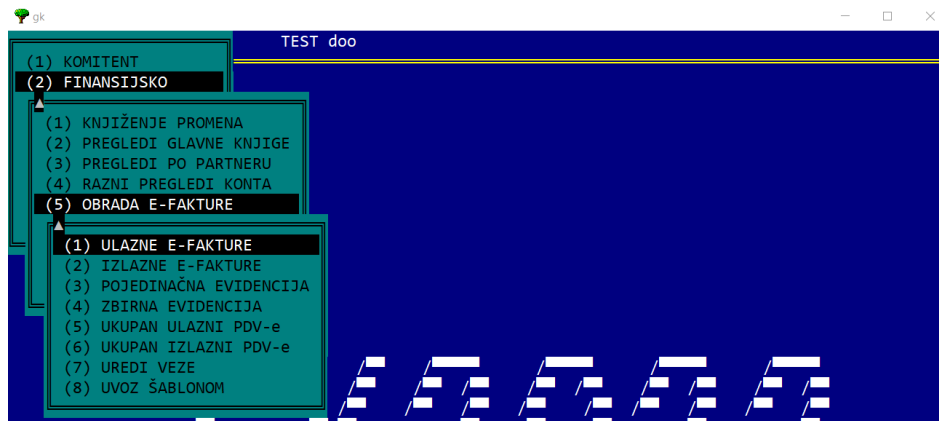 gk
TEST doo
(1) KOMITENT
(2) FINANSIJSKO
(1) KNJIŽENJE PROMENA
(2) PREGLEDI GLAVNE KNJIGE
(3) PREGLEDI PO PARTNERU
(4) RAZNI PREGLEDI KONTA
(5) OBRADA E-FAKTURE
(1) ULAZNE E-FAKTURE
(2) IZLAZNE E-FAKTURE
(3) POJEDINAČNA EVIDENCIJA
(4) ZBIRNA EVIDENCIJA
(5) UKUPAN ULAZNI PDV-e
(6) UKUPAN IZLAZNI PDV-e
(7) UREDI VEZE
(8) UVOZ ŠABLONOM